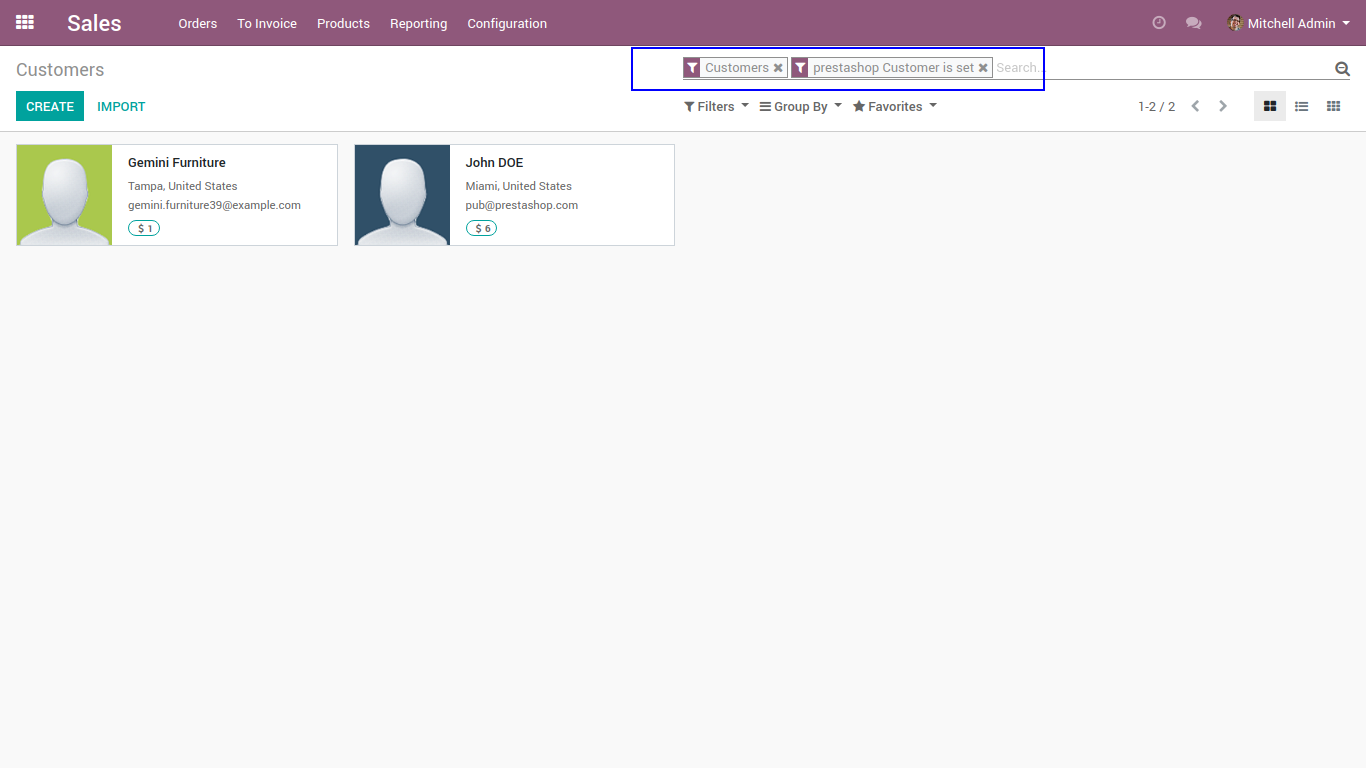 Sales Orders To Invoice Products Reporting Configuration Mitchell Admin
Customers
Customers prestashop Customer is set Search...
CREATE IMPORT Filters Group By Favorites 1-2 / 2
Gemini Furniture
Tampa, United States
gemini.furniture39@example.com
$ 1
John DOE
Miami, United States
pub@prestashop.com
$ 6